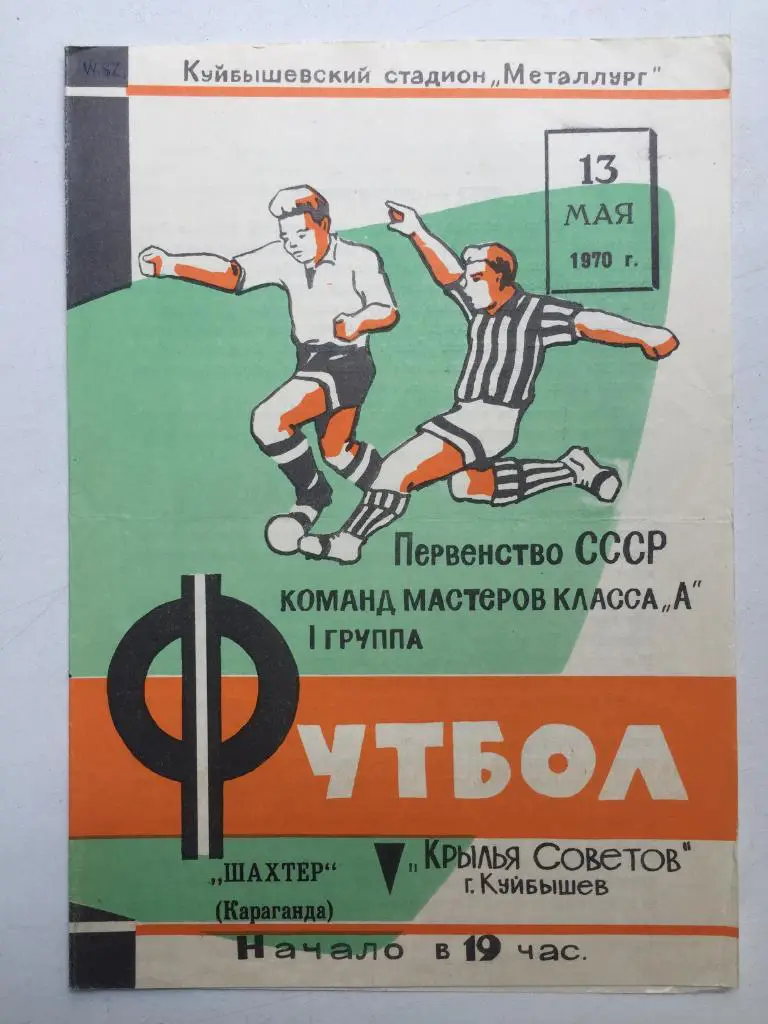 Куйбышевский стадион „Металлург"
13
МАЯ
1970 г.
Первенство СССР
КОМАНД МАСТЕРОВ КЛАССА „А"
I ГРУППА
ФУТБОЛ
„ШАХТЕР"
(Караганда)
„Крылья Советов"
г. Куйбышев
Начало в 19 час.